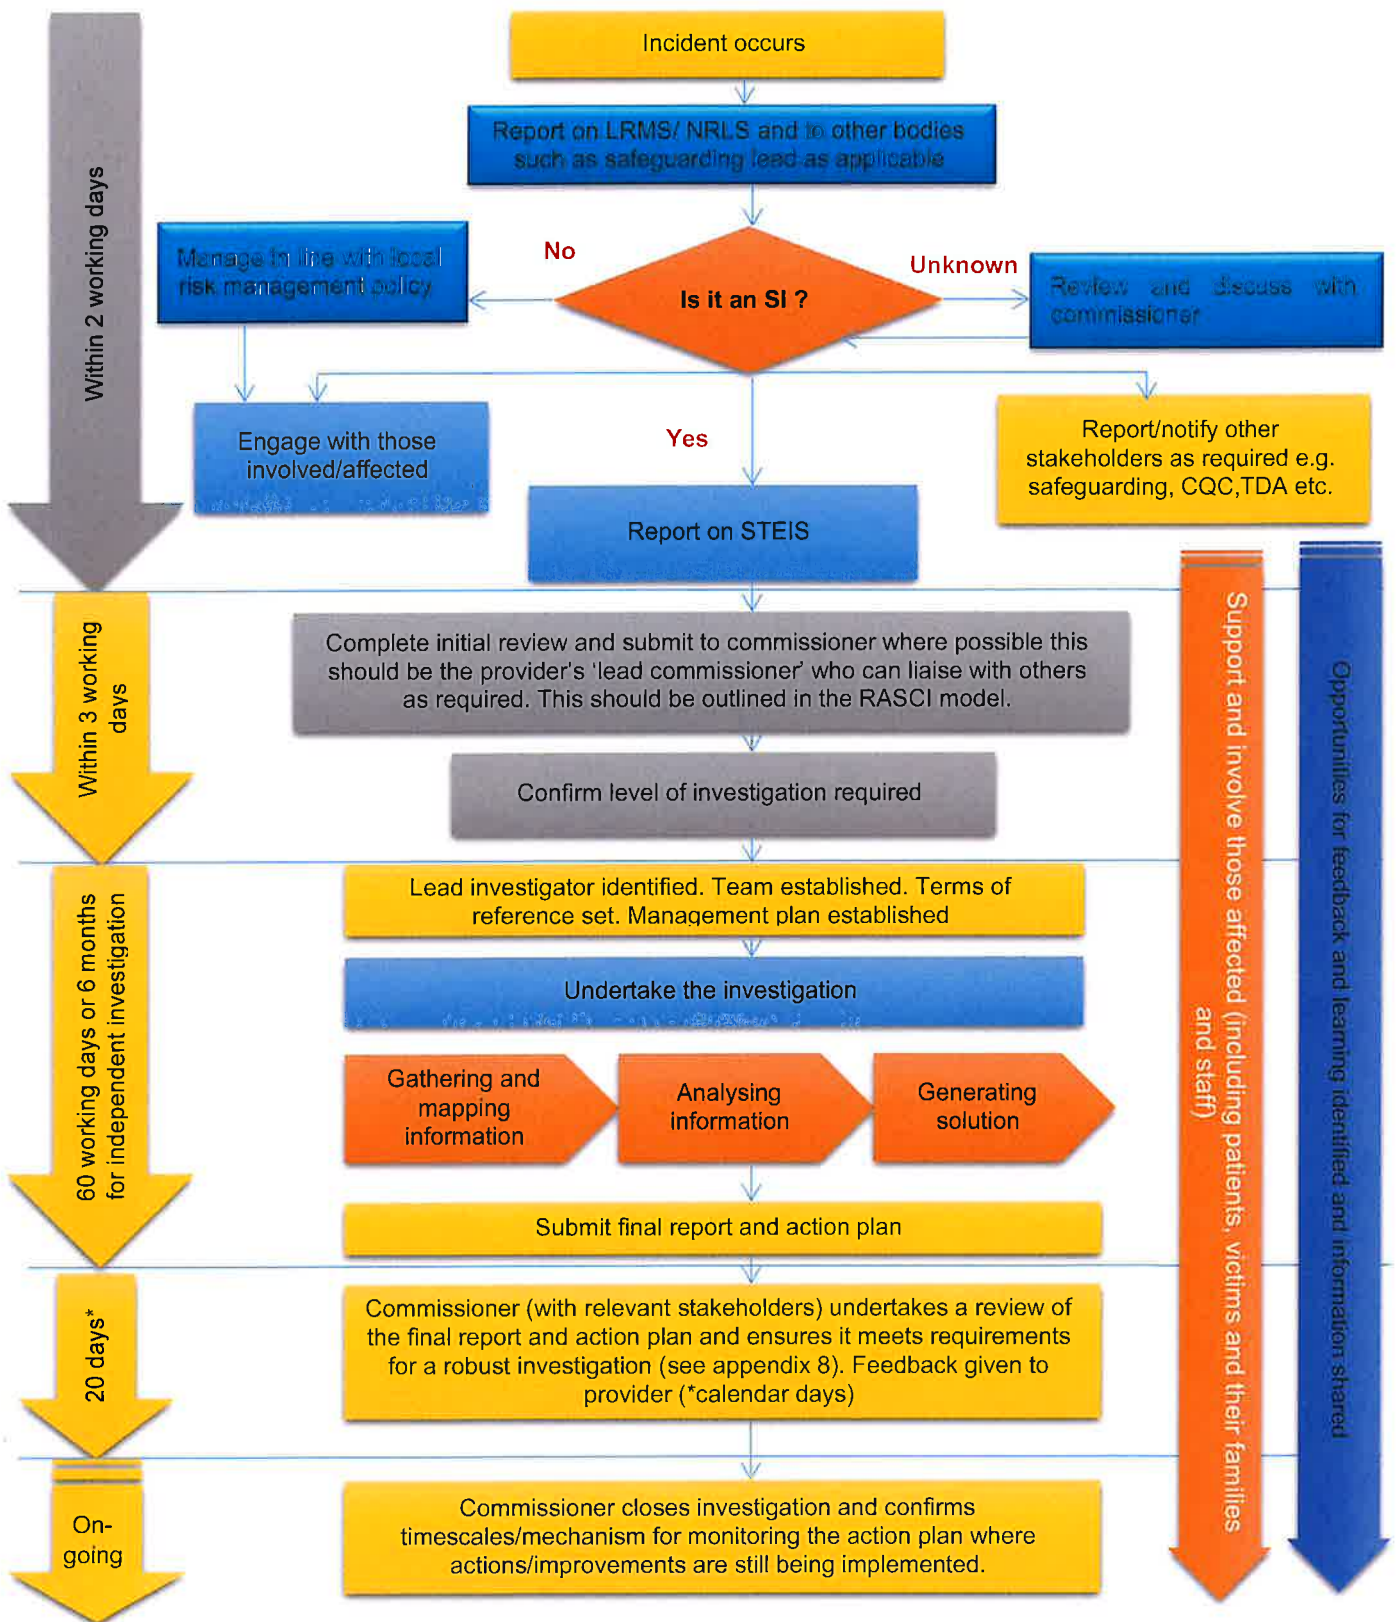 Incident occurs
Report on LRMS/ NRLS and to other bodies
such as safeguarding lead as applicable
Within 2 working days
No
Manage in line with local
risk management policy
Is it an SI ?
Unknown
Review and discuss with
commissioner
Engage with those
involved/affected
Yes
Report/notify other
stakeholders as required e.g.
safeguarding, CQC,TDA etc.
Report on STEIS
Within 3 working
days
Complete initial review and submit to commissioner where possible this
should be the provider's 'lead commissioner' who can liaise with others
as required. This should be outlined in the RASCI model.
Confirm level of investigation required
60 working days or 6 months
for independent investigation
Lead investigator identified. Team established. Terms of
reference set. Management plan established
Undertake the investigation
Gathering and
mapping
information
Analysing
information
Generating
solution
Submit final report and action plan
20 days*
Commissioner (with relevant stakeholders) undertakes a review of
the final report and action plan and ensures it meets requirements
for a robust investigation (see appendix 8). Feedback given to
provider (*calendar days)
On-
going
Commissioner closes investigation and confirms
timescales/mechanism for monitoring the action plan where
actions/improvements are still being implemented.
Support and involve those affected (including patients, victims and their families
and staff)
Opportunities for feedback and learning identified and information shared